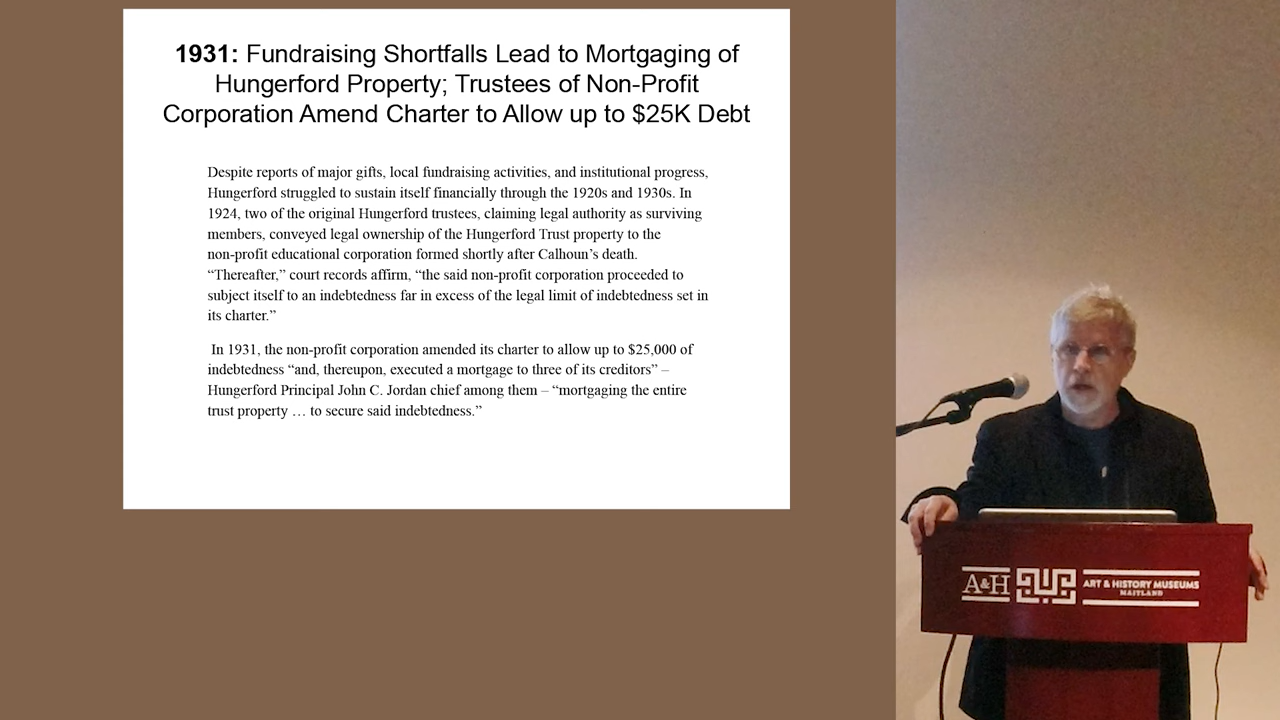 1931: Fundraising Shortfalls Lead to Mortgaging of
Hungerford Property; Trustees of Non-Profit
Corporation Amend Charter to Allow up to $25K Debt
Despite reports of major gifts, local fundraising activities, and institutional progress,
Hungerford struggled to sustain itself financially through the 1920s and 1930s. In
1924, two of the original Hungerford trustees, claiming legal authority as surviving
members, conveyed legal ownership of the Hungerford Trust property to the
non-profit educational corporation formed shortly after Calhoun’s death.
“Thereafter,” court records affirm, “the said non-profit corporation proceeded to
subject itself to an indebtedness far in excess of the legal limit of indebtedness set in
its charter.”
In 1931, the non-profit corporation amended its charter to allow up to $25,000 of
indebtedness “and, thereupon, executed a mortgage to three of its creditors” –
Hungerford Principal John C. Jordan chief among them – “mortgaging the entire
trust property … to secure said indebtedness.”
A&H
ART & HISTORY MUSEUMS
MAITLAND